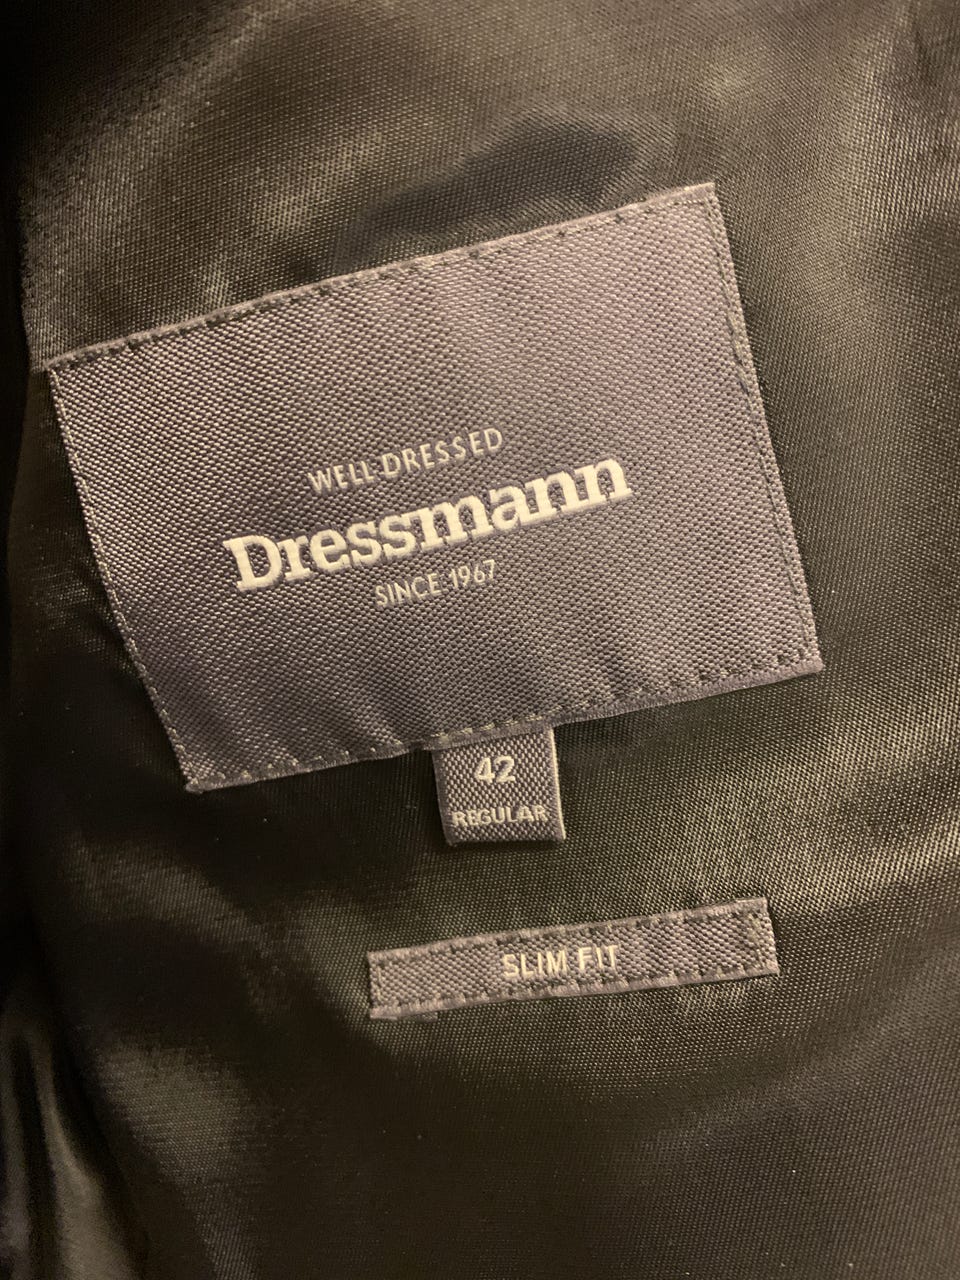 WELL DRESSED
Dressmann
SINCE 1967
42
REGULAR
SLIM FIT